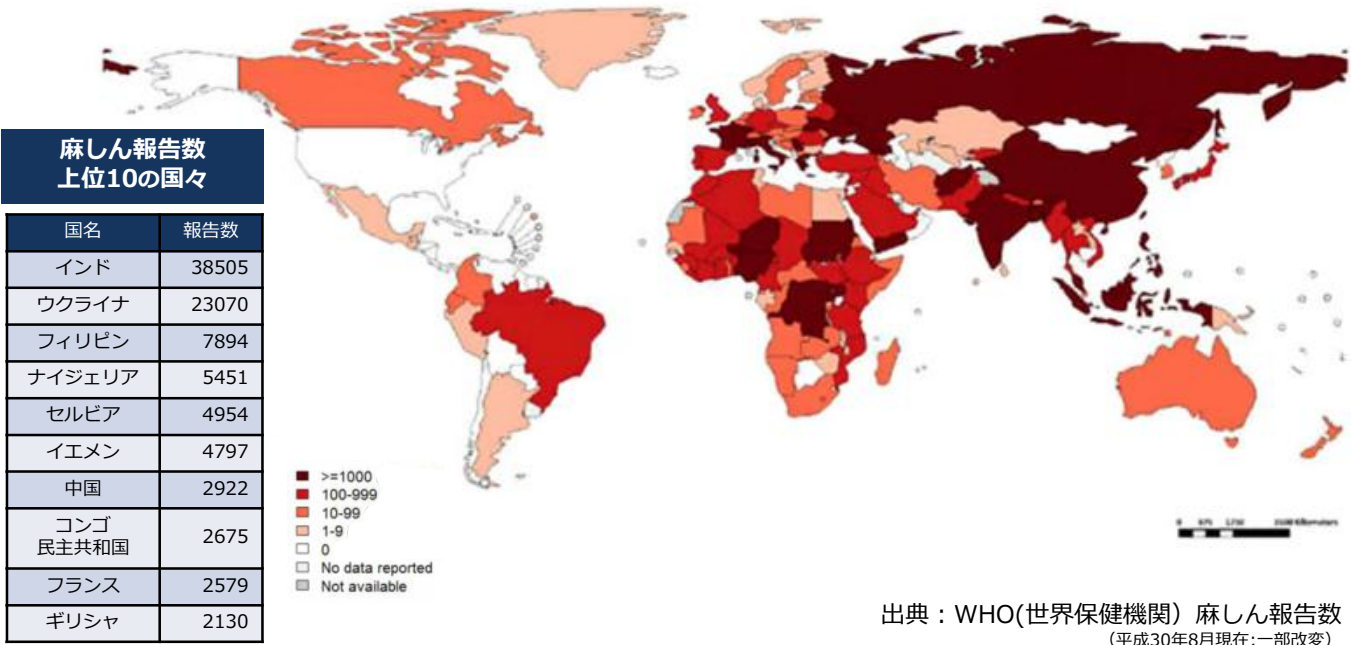 麻しん報告数
上位10の国々
国名 報告数
インド 38505
ウクライナ 23070
フィリピン 7894
ナイジェリア 5451
セルビア 4954
イエメン 4797
中国 2922
コンゴ
民主共和国 2675
フランス 2579
ギリシャ 2130
>=1000
100-999
10-99
1-9
0
No data reported
Not available
0 875 Kilometers
出典：WHO(世界保健機関）麻しん報告数
（平成30年8月現在:一部改変）